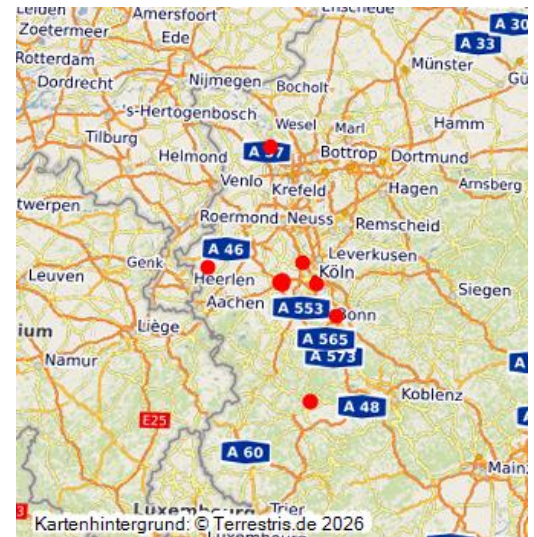 Leiden
Amersfoort
Enschede
Zoetermeer
Ede
A 30
Rotterdam
A 33
Münster
Dordrecht
Nijmegen
Bocholt
Gü
's-Hertogenbosch
Wesel
Marl
Hamm
Tilburg
Helmond
Bottrop
Dortmund
Venlo
Krefeld
Hagen
Arnsberg
twerpen
Roermond
Neuss
Remscheid
A 46
Genk
Leverkusen
Leuven
Heerlen
Köln
Siegen
Aachen
A 553
Bonn
Liège
ium
A 565
A 573
Namur
A
Koblenz
A 48
E25
A 60
Mainz
3
Luxembourg
Trier
Kartenhintergrund: © Terrestris.de 2026